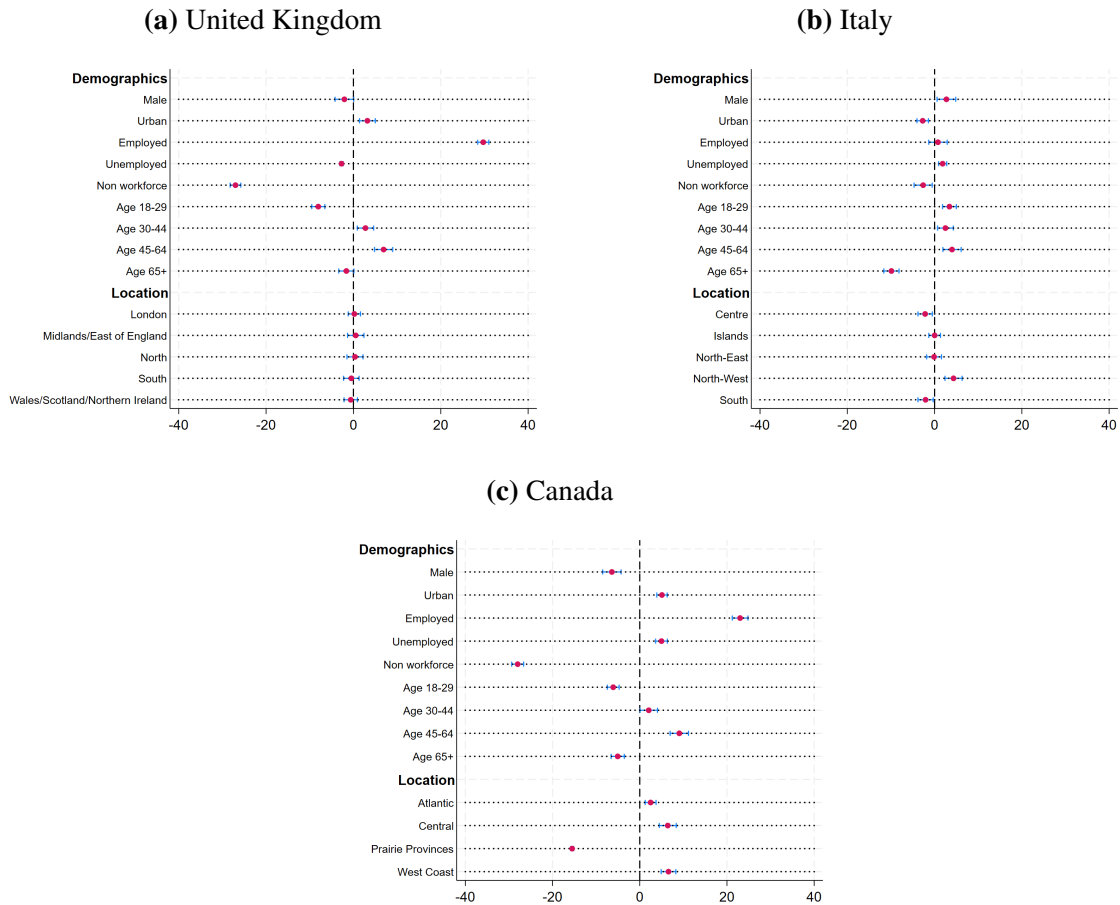 (a) United Kingdom
Demographics
Male
Urban
Employed
Unemployed
Non workforce
Age 18-29
Age 30-44
Age 45-64
Age 65+
Location
London
Midlands/East of England
North
South
Wales/Scotland/Northern Ireland
-40 -20 0 20 40
(b) Italy
Demographics
Male
Urban
Employed
Unemployed
Non workforce
Age 18-29
Age 30-44
Age 45-64
Age 65+
Location
Centre
Islands
North-East
North-West
South
-40 -20 0 20 40
(c) Canada
Demographics
Male
Urban
Employed
Unemployed
Non workforce
Age 18-29
Age 30-44
Age 45-64
Age 65+
Location
Atlantic
Central
Prairie Provinces
West Coast
-40 -20 0 20 40